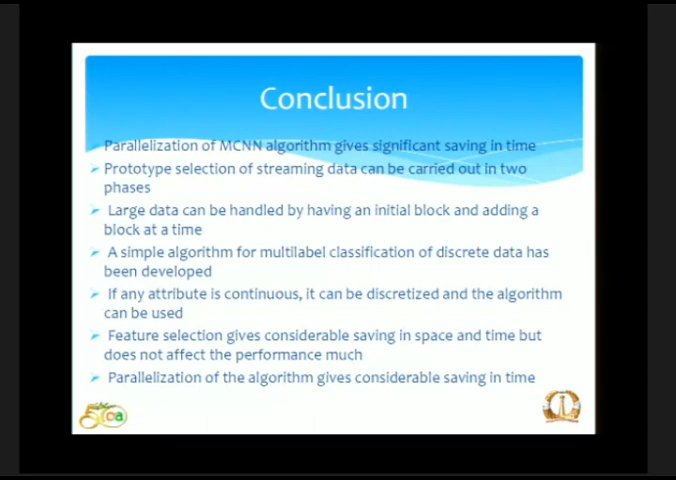 Conclusion
Parallelization of MCNN algorithm gives significant saving in time
Prototype selection of streaming data can be carried out in two
phases
Large data can be handled by having an initial block and adding a
block at a time
A simple algorithm for multilabel classification of discrete data has
been developed
If any attribute is continuous, it can be discretized and the algorithm
can be used
Feature selection gives considerable saving in space and time but
does not affect the performance much
Parallelization of the algorithm gives considerable saving in time